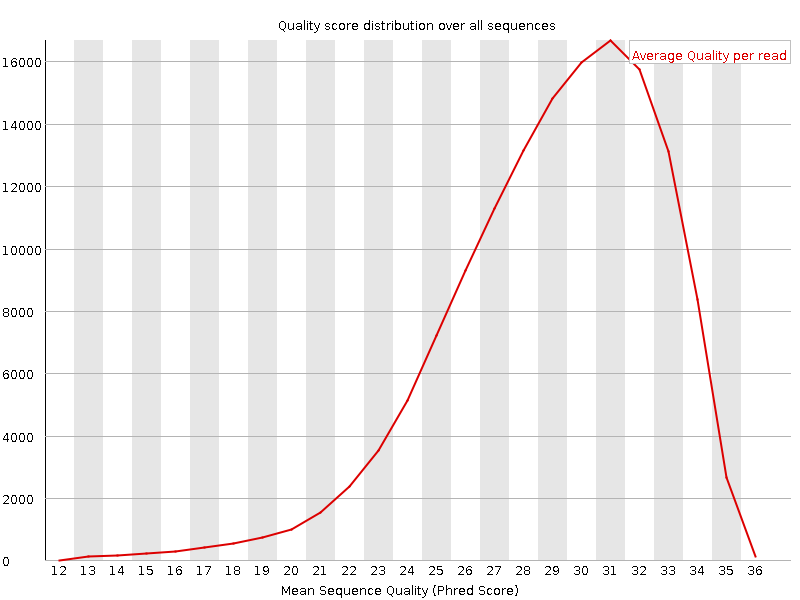 Quality score distribution over all sequences
Average Quality per read
16000
14000
12000
10000
8000
6000
4000
2000
0
12 13 14 15 16 17 18 19 20 21 22 23 24 25 26 27 28 29 30 31 32 33 34 35 36
Mean Sequence Quality (Phred Score)